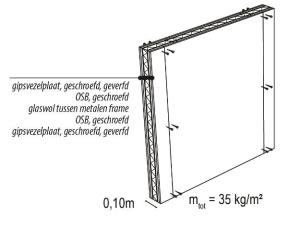 gipsvezelplaat, geschroefd, geverfd
OSB, geschroefd
glaswol tussen metalen frame
OSB, geschroefd
gipsvezelplaat, geschroefd, geverfd
0,10m
m_tot = 35 kg/m²